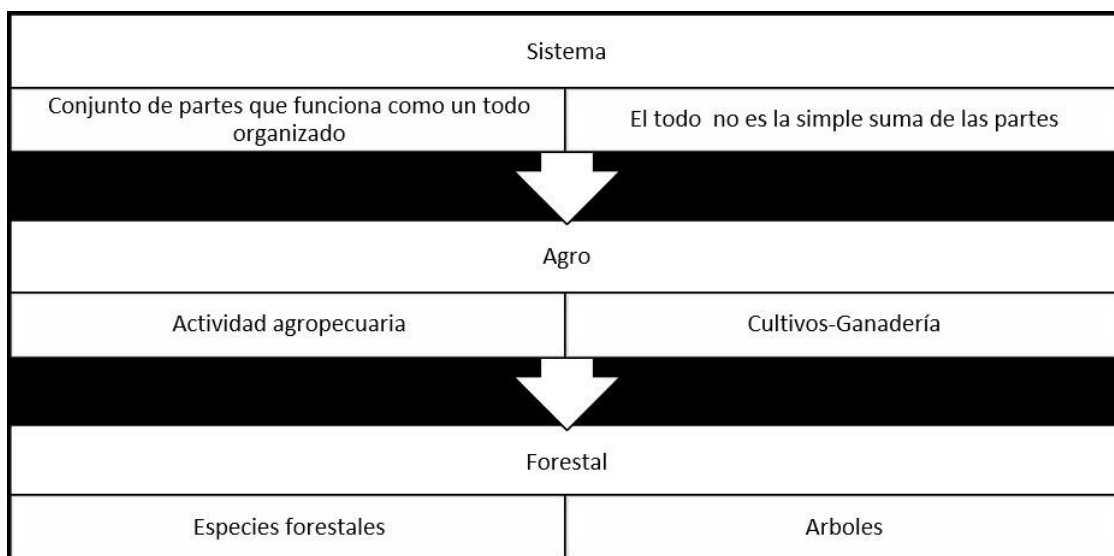 Sistema
Conjunto de partes que funciona como un todo
organizado
El todo no es la simple suma de las partes
Agro
Actividad agropecuaria
Cultivos-Ganadería
Forestal
Especies forestales
Arboles